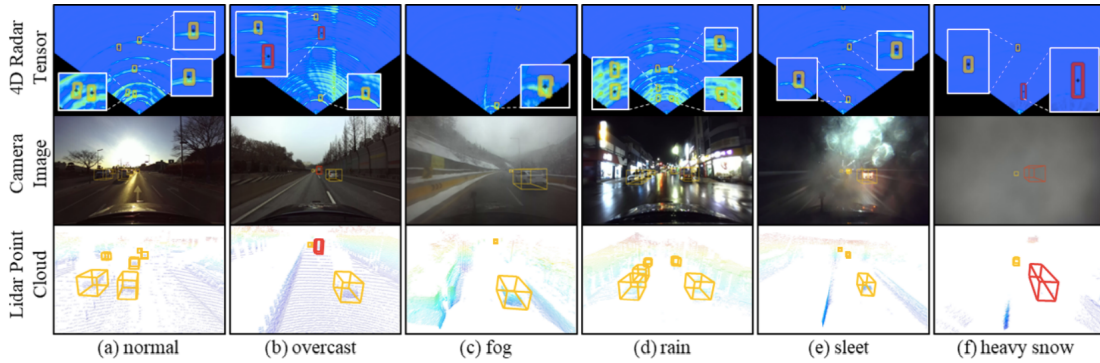 4D Radar
Tensor
Camera
Image
Lidar Point
Cloud
(a) normal
(b) overcast
(c) fog
(d) rain
(e) sleet
(f) heavy snow